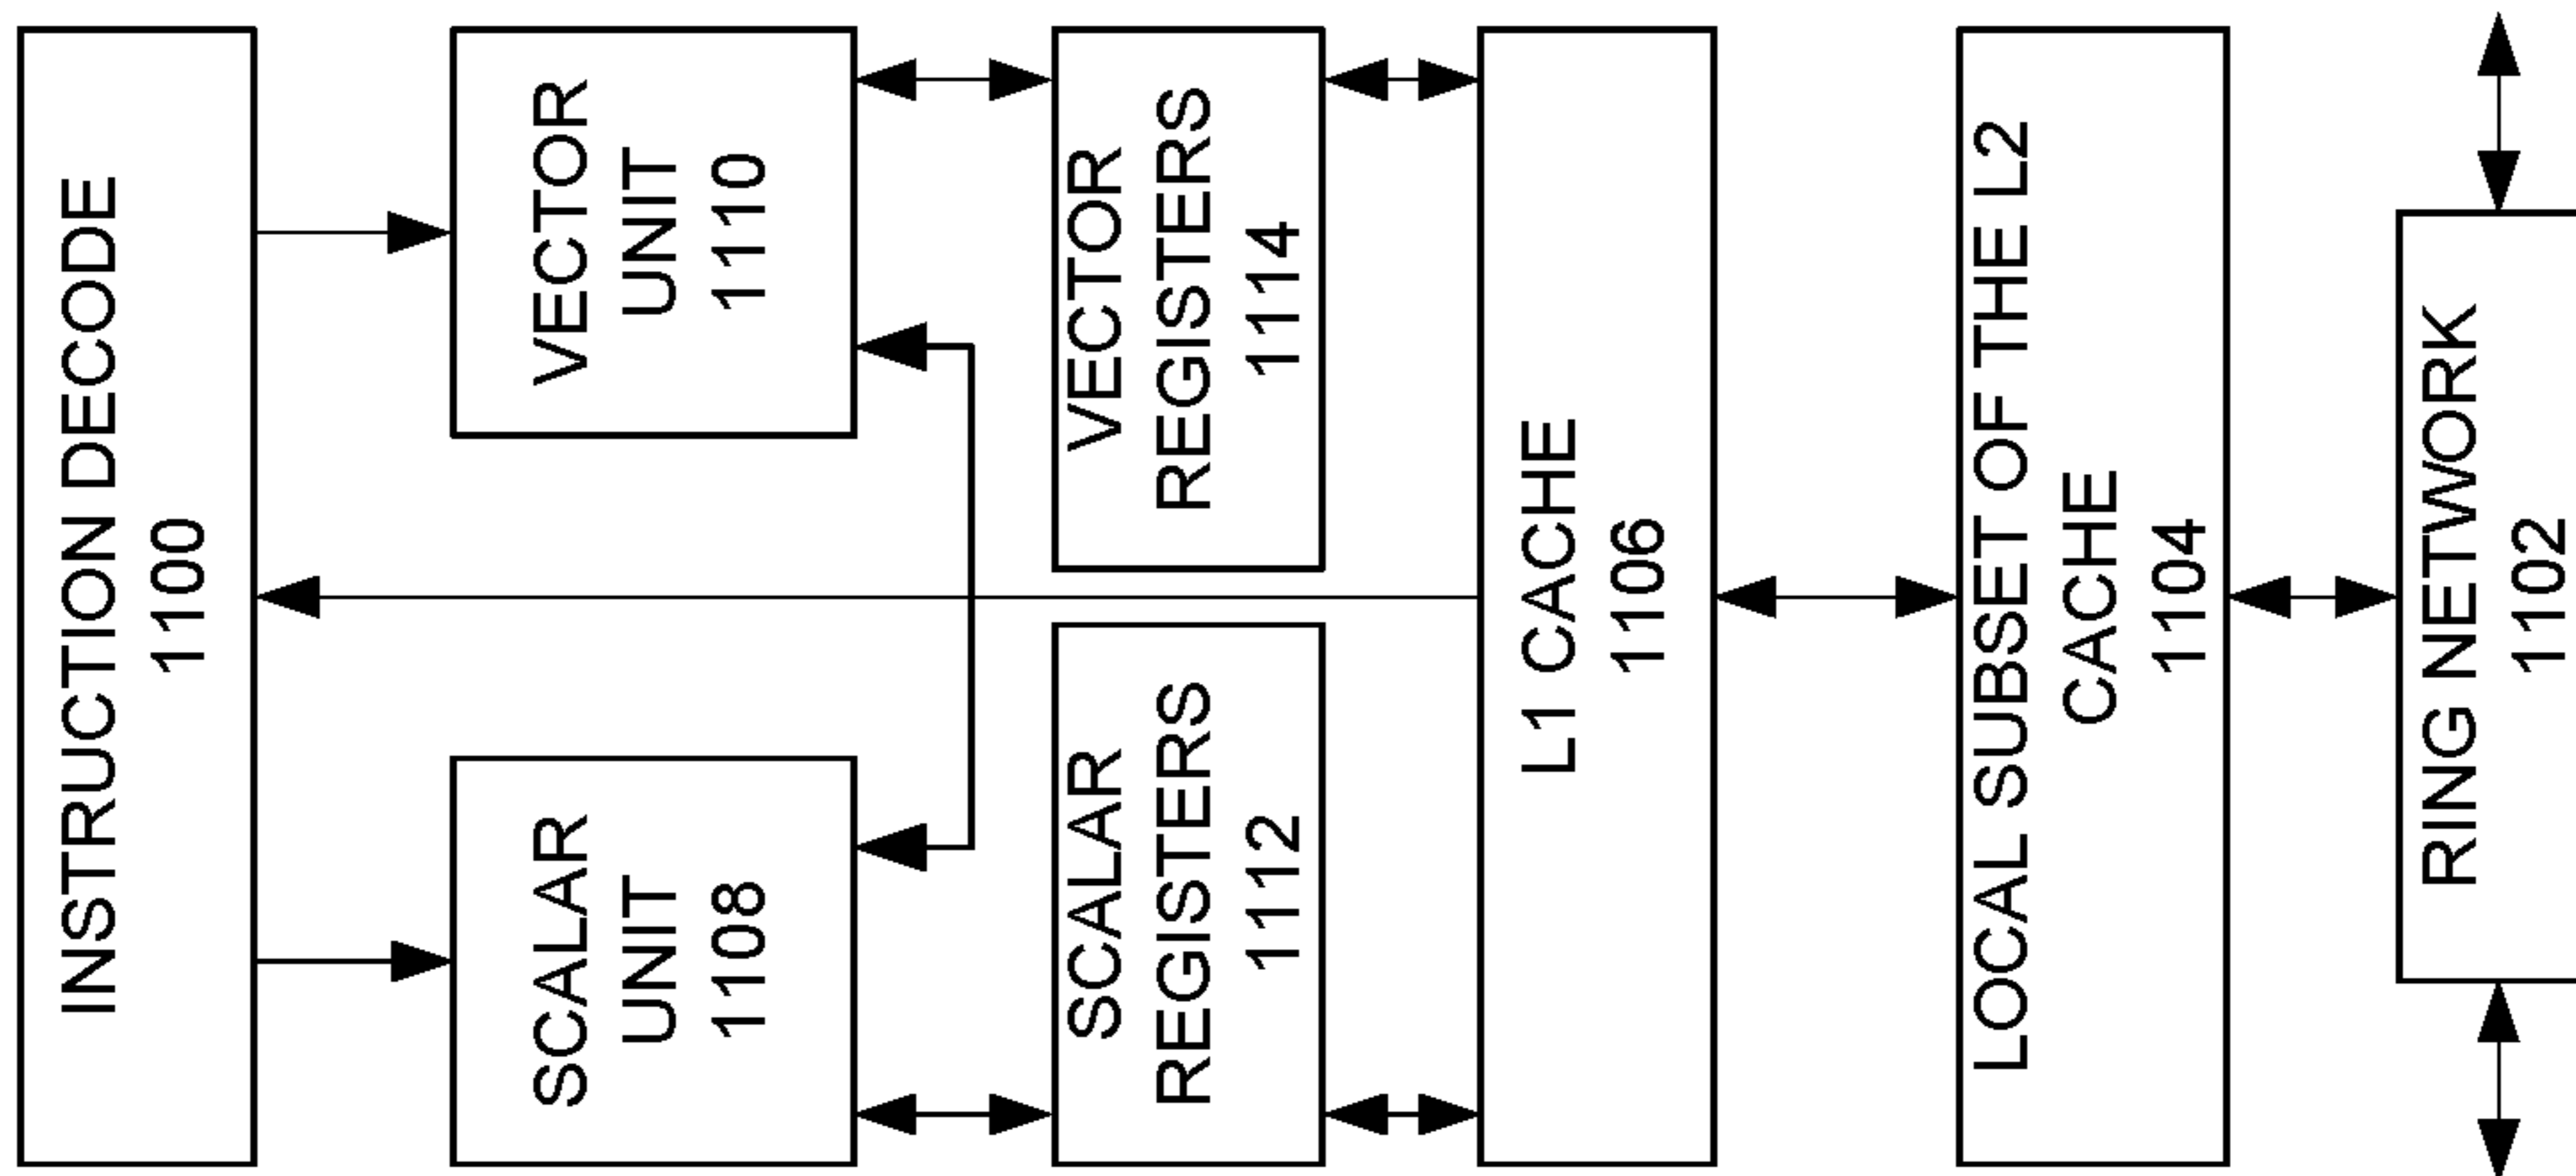 INSTRUCTION DECODE
1100
SCALAR
UNIT
1108
VECTOR
UNIT
1110
SCALAR
REGISTERS
1112
VECTOR
REGISTERS
1114
L1 CACHE
1106
LOCAL SUBSET OF THE L2
CACHE
1104
RING NETWORK
1102